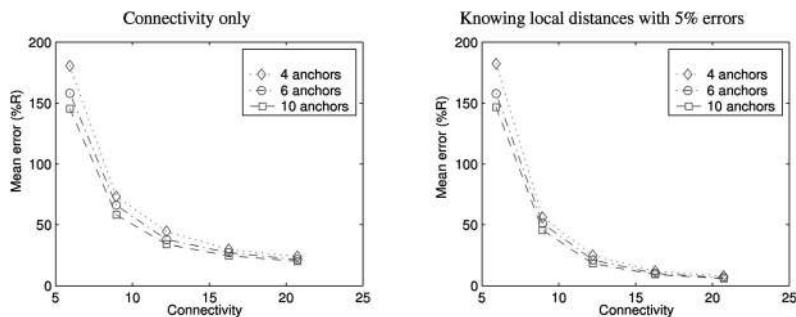 Connectivity only
200
150
100
50
0
5 10 15 20 25
Mean error (%R)
Connectivity
4 anchors
6 anchors
10 anchors
Knowing local distances with 5% errors
200
150
100
50
0
5 10 15 20 25
Mean error (%R)
Connectivity
4 anchors
6 anchors
10 anchors